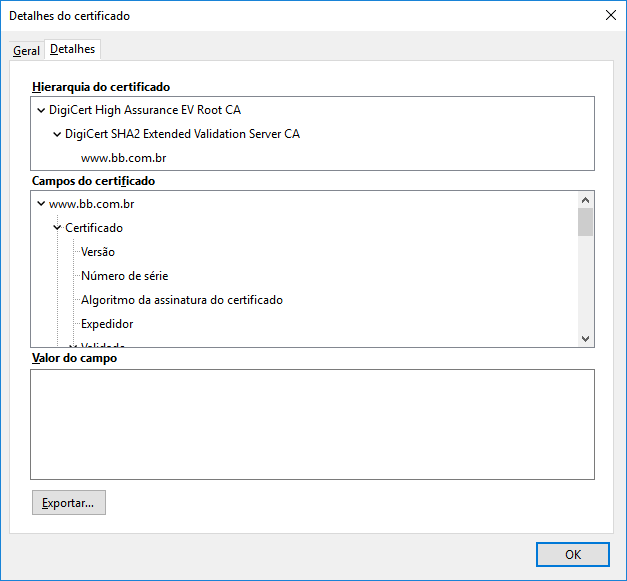 Detalhes do certificado
Geral Detalhes
Hierarquia do certificado
DigiCert High Assurance EV Root CA
DigiCert SHA2 Extended Validation Server CA
www.bb.com.br
Campos do certificado
www.bb.com.br
Certificado
Versão
Número de série
Algoritmo da assinatura do certificado
Expedidor
Validade
Valor do campo
Exportar...
OK